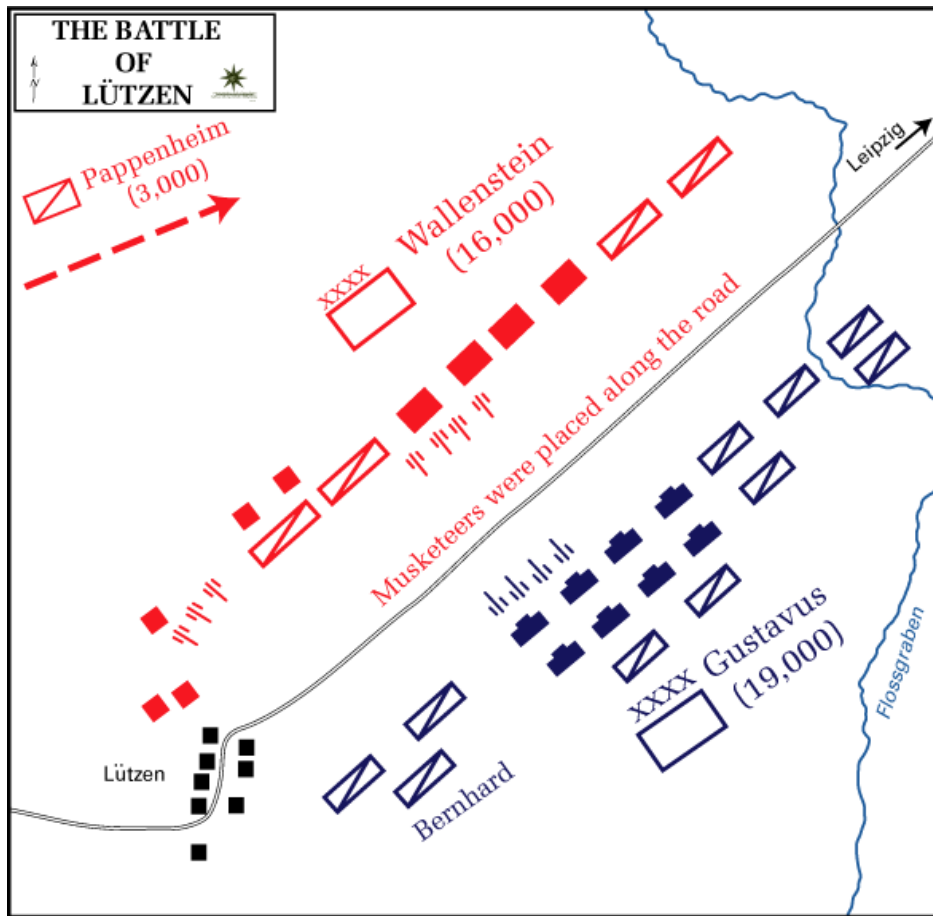 THE BATTLE
OF
LÜTZEN
N
Pappenheim
(3,000)
Leipzig
Wallenstein
(16,000)
xxxx
Musketeers were placed along the road
Gustavus
(19,000)
xxxx
Flossgraben
Lützen
Bernhard